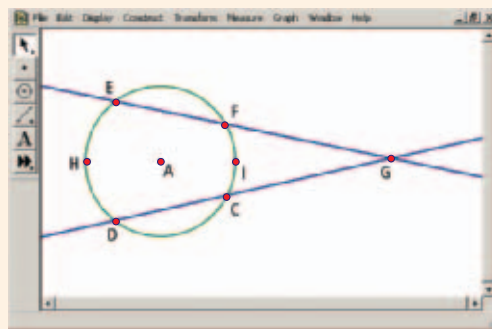 File Edit Display Construct Transform Measure Graph Window Help
E
F
H
A
I
G
C
D
A